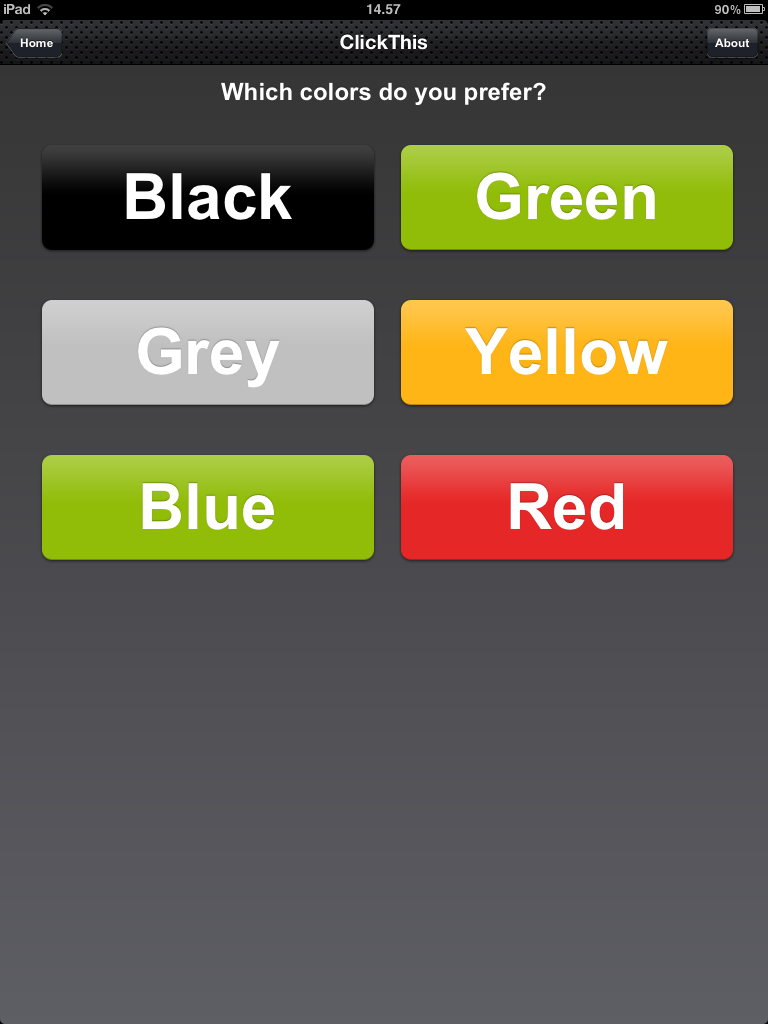 iPad 14.57 90%
Home ClickThis About
Which colors do you prefer?
Black Green
Grey Yellow
Blue Red